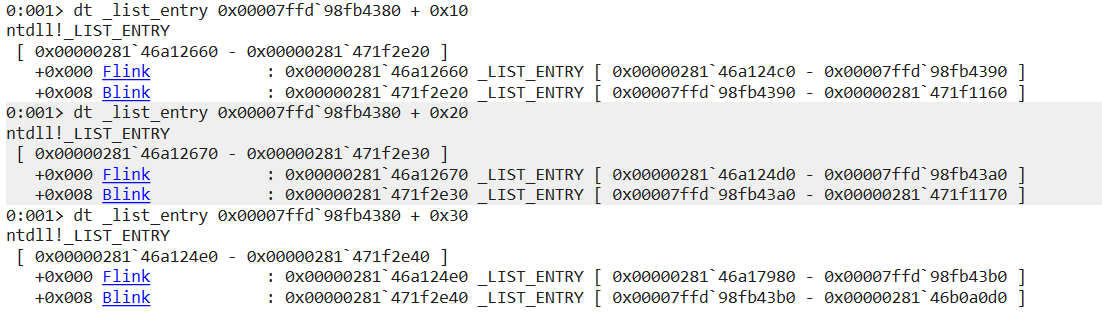 0:001> dt _list_entry 0x00007ffd`98fb4380 + 0x10
ntdll!_LIST_ENTRY
 [ 0x00000281`46a12660 - 0x00000281`471f2e20 ]
   +0x000 Flink            : 0x00000281`46a12660 _LIST_ENTRY [ 0x00000281`46a124c0 - 0x00007ffd`98fb4390 ]
   +0x008 Blink            : 0x00000281`471f2e20 _LIST_ENTRY [ 0x00007ffd`98fb4390 - 0x00000281`471f1160 ]
0:001> dt _list_entry 0x00007ffd`98fb4380 + 0x20
ntdll!_LIST_ENTRY
 [ 0x00000281`46a12670 - 0x00000281`471f2e30 ]
   +0x000 Flink            : 0x00000281`46a12670 _LIST_ENTRY [ 0x00000281`46a124d0 - 0x00007ffd`98fb43a0 ]
   +0x008 Blink            : 0x00000281`471f2e30 _LIST_ENTRY [ 0x00007ffd`98fb43a0 - 0x00000281`471f1170 ]
0:001> dt _list_entry 0x00007ffd`98fb4380 + 0x30
ntdll!_LIST_ENTRY
 [ 0x00000281`46a124e0 - 0x00000281`471f2e40 ]
   +0x000 Flink            : 0x00000281`46a124e0 _LIST_ENTRY [ 0x00000281`46a17980 - 0x00007ffd`98fb43b0 ]
   +0x008 Blink            : 0x00000281`471f2e40 _LIST_ENTRY [ 0x00007ffd`98fb43b0 - 0x00000281`46b0a0d0 ]